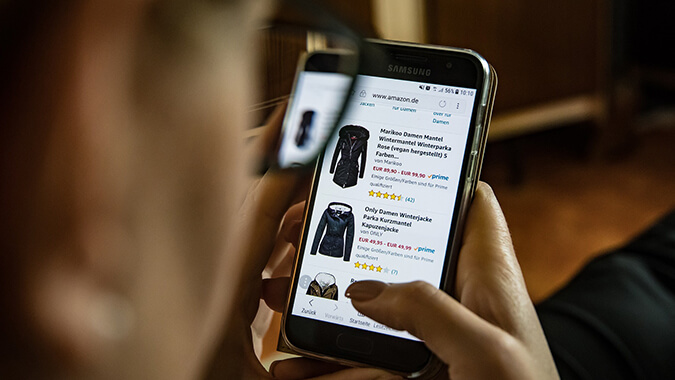 SAMSUNG
56% 10:10
www.amazon.de
Jacken
Damen
Marikoo Damen Mantel
Wintermantel Winterparka
Rose (vegan hergestellt) S
Farben...
von Marikoo
EUR 89,90 - EUR 99,90 prime
Einige Größen/Farben sind für Prime
qualifiziert
(42)
Only Damen Winterjacke
Parka Kurzmantel
Kapuzenjacke
von ONLY
EUR 49,95 - EUR 49,99 prime
Einige Größen/Farben sind für Prime
qualifiziert
(7)
Zurück
Startseite